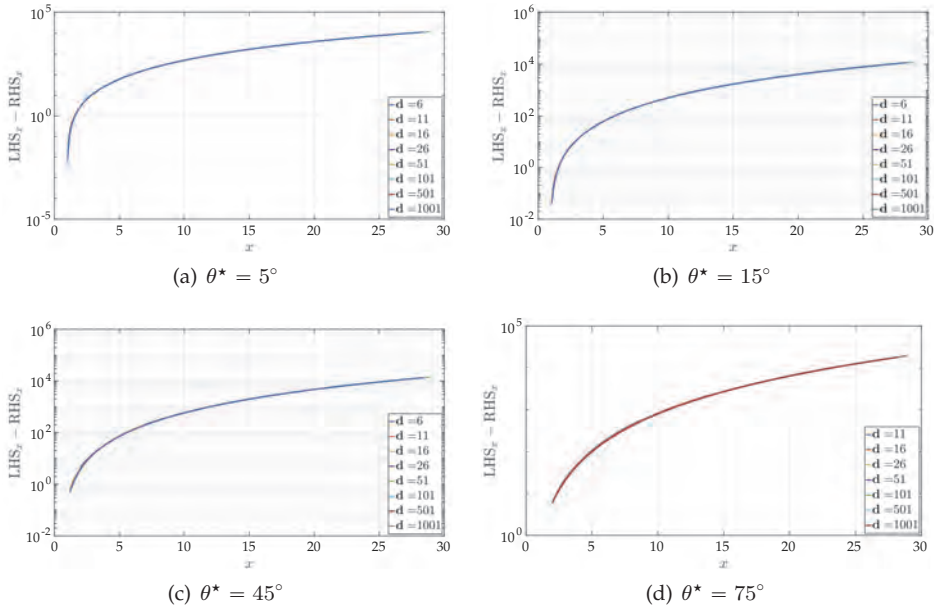 10^5
10^0
10^-5
LHS_x − RHS_x
0 5 10 15 20 25 30
x
d =6
d =11
d =16
d =26
d =51
d =101
d =501
d =1001
(a) θ* = 5°
10^6
10^4
10^2
10^0
10^-2
LHS_x − RHS_x
0 5 10 15 20 25 30
x
d =6
d =11
d =16
d =26
d =51
d =101
d =501
d =1001
(b) θ* = 15°
10^6
10^4
10^2
10^0
10^-2
LHS_x − RHS_x
0 5 10 15 20 25 30
x
d =6
d =11
d =16
d =26
d =51
d =101
d =501
d =1001
(c) θ* = 45°
10^5
10^0
LHS_x − RHS_x
0 5 10 15 20 25 30
x
d =11
d =16
d =26
d =51
d =101
d =501
d =1001
(d) θ* = 75°